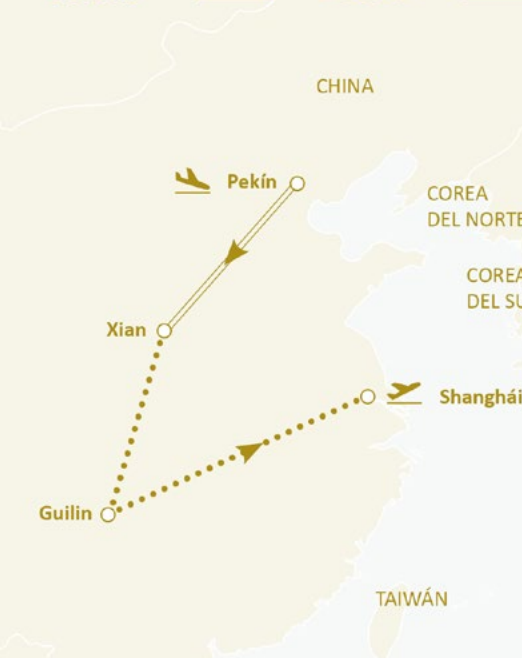 CHINA
Pekín
COREA
DEL NORTE
COREA
DEL SU
Xian
Shanghái
Guilin
TAIWÁN